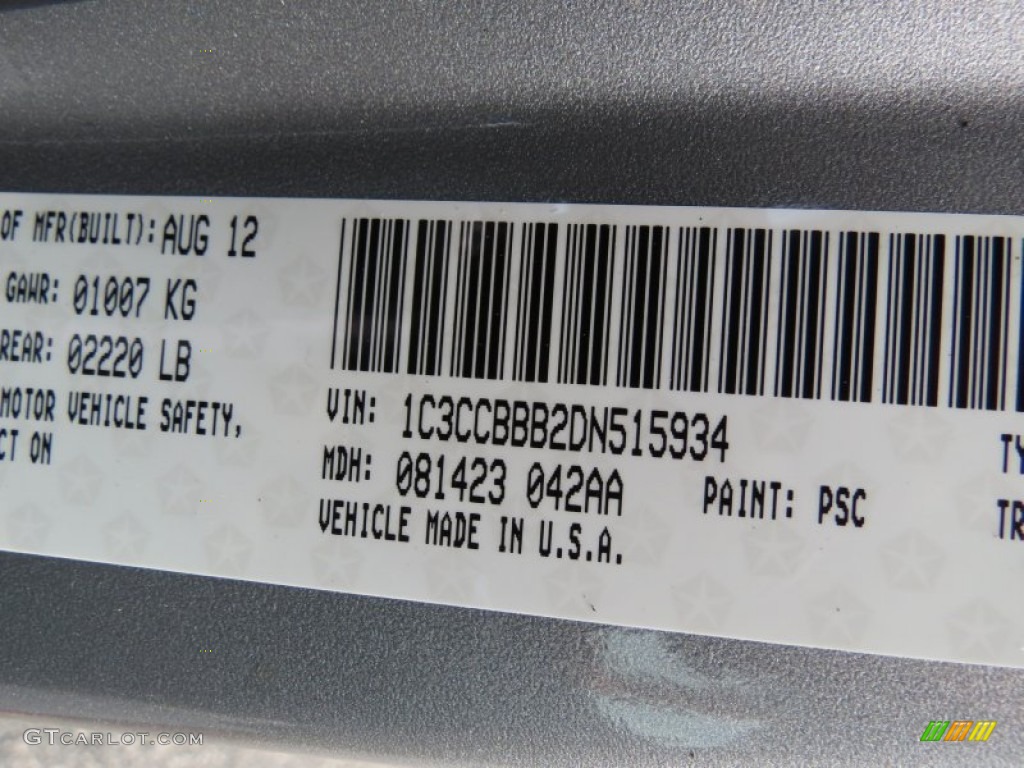 OF MFR(BUILT): AUG 12
GAWR: 01007 KG
REAR: 02220 LB
MOTOR VEHICLE SAFETY,
CT ON
VIN: 1C3CCBBB2DN515934
MDH: 081423 042AA
PAINT: PSC
VEHICLE MADE IN U.S.A.
TY
TR
GTCARLOT.COM